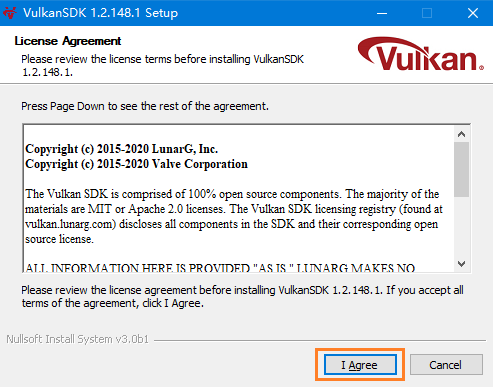 VulkanSDK 1.2.148.1 Setup
License Agreement
Please review the license terms before installing VulkanSDK
1.2.148.1.
Vulkan.
Press Page Down to see the rest of the agreement.
Copyright (c) 2015-2020 LunarG, Inc.
Copyright (c) 2015-2020 Valve Corporation
The Vulkan SDK is comprised of 100% open source components. The majority of the
materials are MIT or Apache 2.0 licenses. The Vulkan SDK licensing registry (found at
vulkan.lunarg.com) discloses all components in the SDK and their corresponding open
source license.
ALL INFORMATION HERE IS PROVIDED "AS IS." LUNARG MAKES NO
Please review the license agreement before installing VulkanSDK 1.2.148.1. If you accept all
terms of the agreement, click I Agree.
Nullsoft Install System v3.0b1
I Agree
Cancel